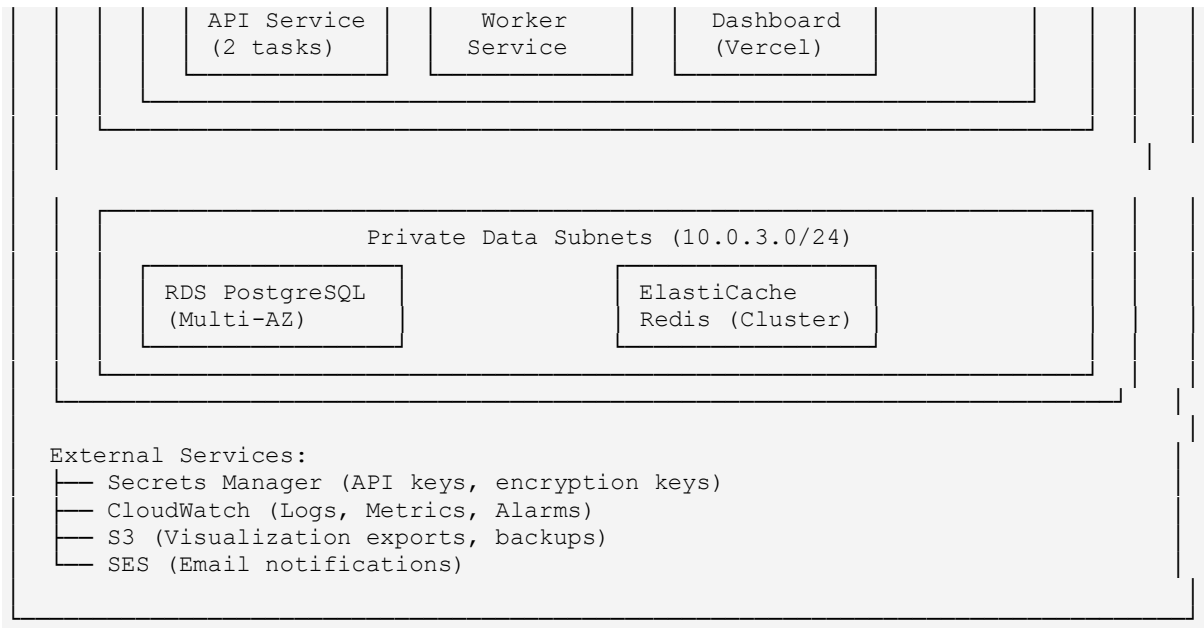 API Service Worker Dashboard
(2 tasks) Service (Vercel)
Private Data Subnets (10.0.3.0/24)
RDS PostgreSQL ElastiCache
(Multi-AZ) Redis (Cluster)
External Services:
├── Secrets Manager (API keys, encryption keys)
├── CloudWatch (Logs, Metrics, Alarms)
├── S3 (Visualization exports, backups)
└── SES (Email notifications)